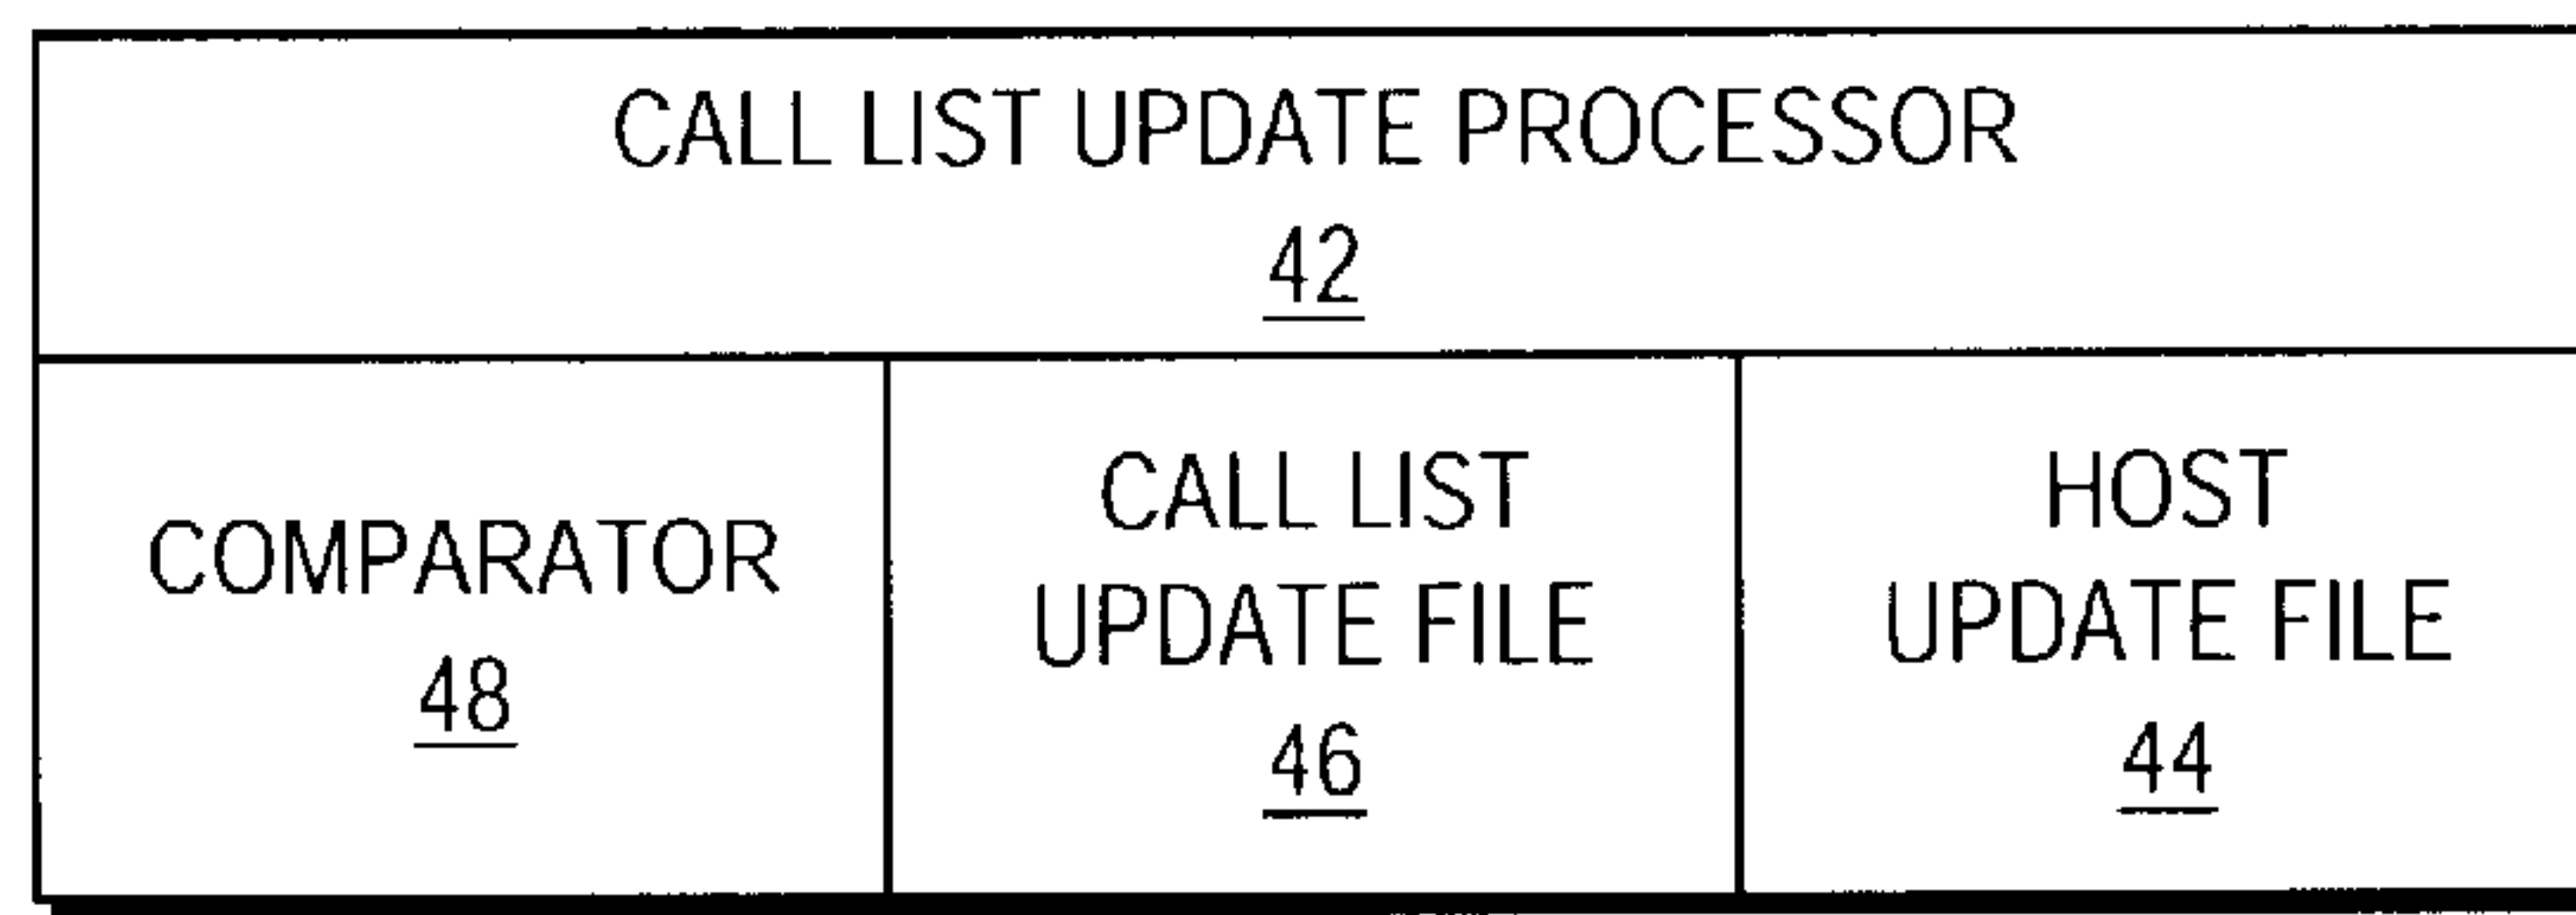 CALL LIST UPDATE PROCESSOR
42
COMPARATOR
48
CALL LIST
UPDATE FILE
46
HOST
UPDATE FILE
44